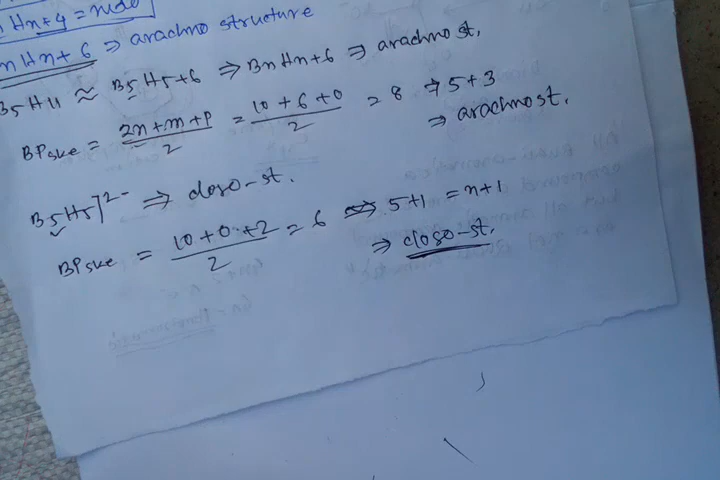 Hn+4 = nido
nHn+6 ⇒ arachno structure
B5H11 ≈ B5H5+6 ⇒ BnHn+6 ⇒ arachno st.
BPske = 2n+m+p/2 = 10+6+0/2 = 8 → 5+3
⇒ arachno st.
B5H5]2- ⇒ closo-st.
BPske = 10+0+2/2 = 6 ⇒ 5+1 = n+1
⇒ closo-st.